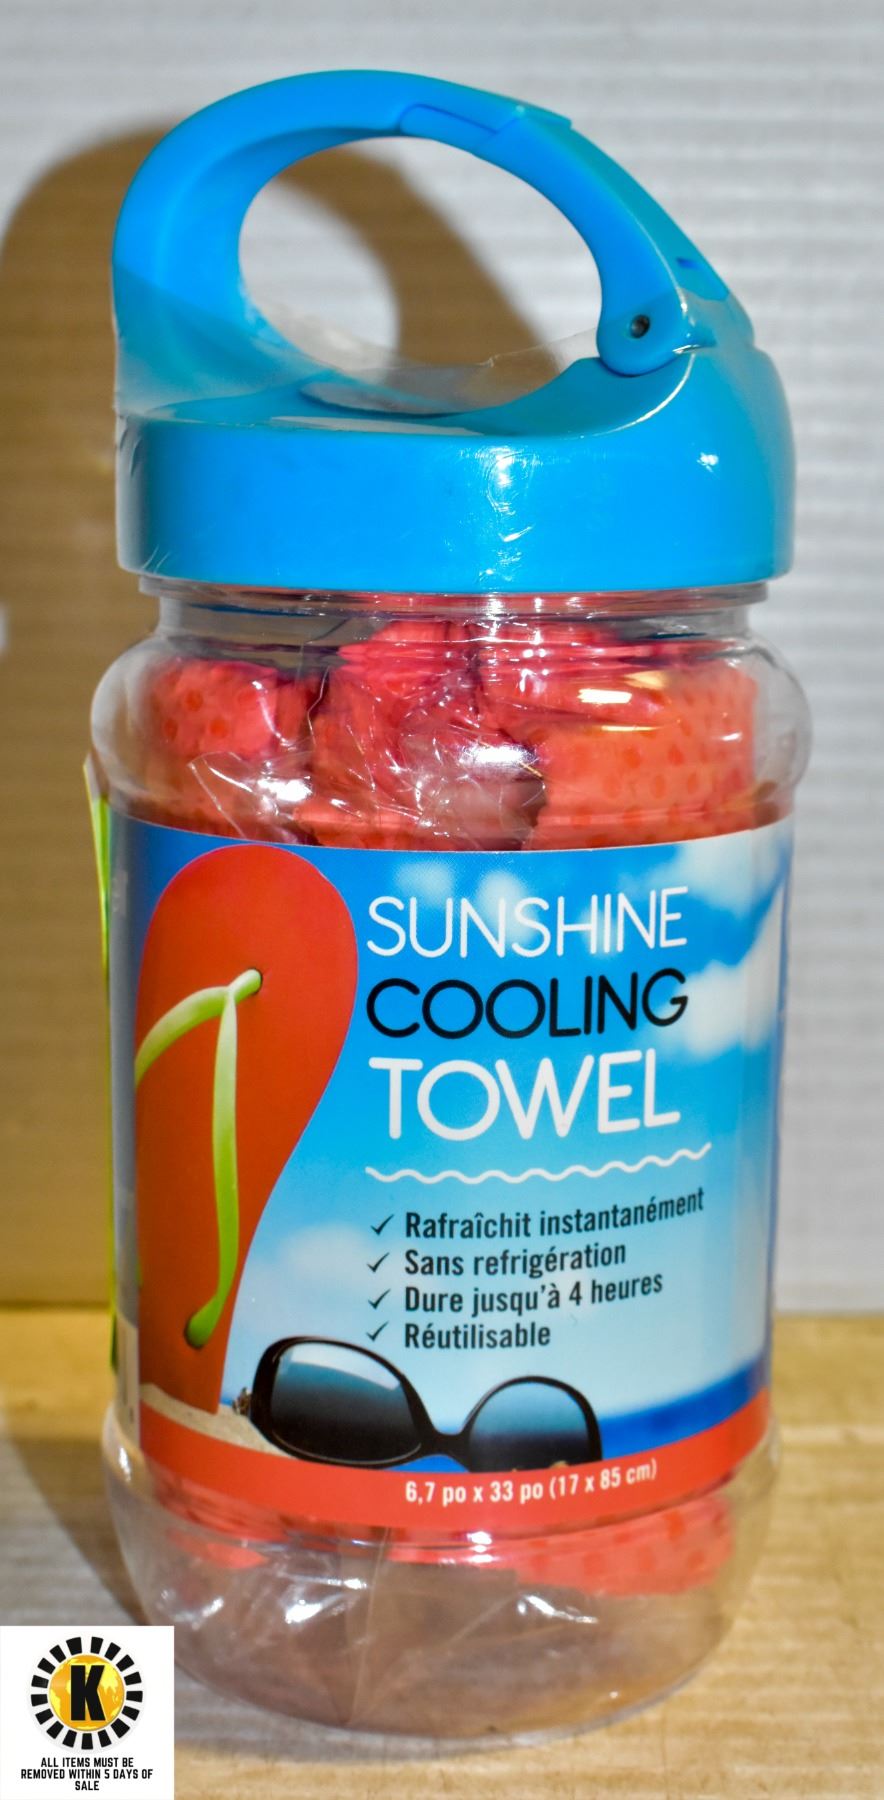 SUNSHINE
COOLING
TOWEL
✓ Rafraîchit instantanément
✓ Sans refrigération
✓ Dure jusqu'à 4 heures
✓ Réutilisable
6,7 po x 33 po (17 x 85 cm)
K
ALL ITEMS MUST BE
REMOVED WITHIN 5 DAYS OF
SALE